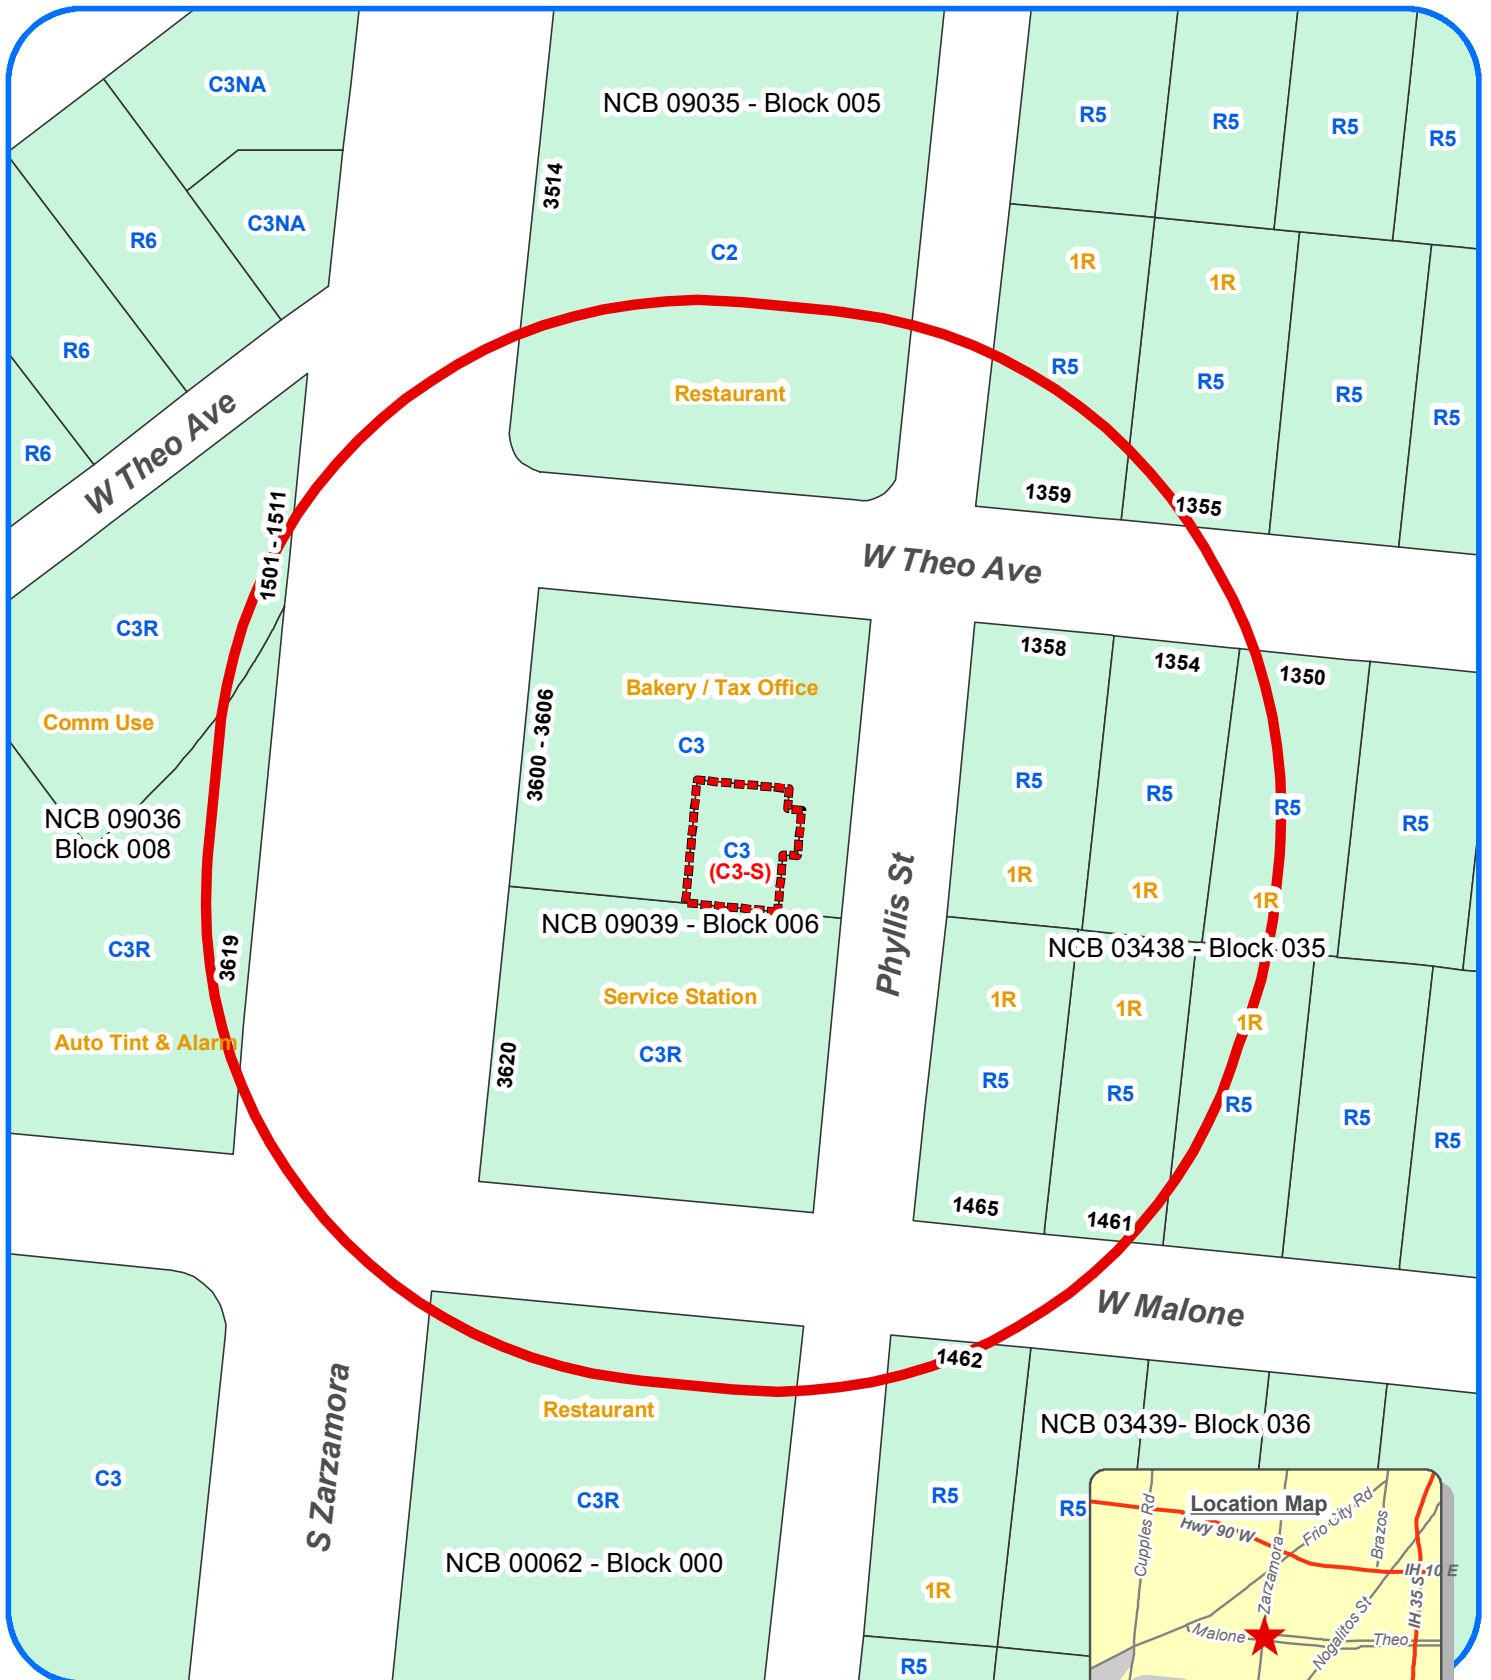 C3NA
NCB 09035 - Block 005
R5
R5
R5
R5
3514
C3NA
R6
C2
1R
1R
R6
R5
R5
R5
R5
Restaurant
R6
W Theo Ave
1359
1355
1501 - 1511
W Theo Ave
C3R
1358
1354
1350
Bakery / Tax Office
Comm Use
3600 - 3606
C3
R5
R5
R5
R5
NCB 09036
Block 008
C3
(C3-S)
1R
1R
1R
Phyllis St
NCB 09039 - Block 006
NCB 03438 - Block 035
C3R
3619
Service Station
1R
1R
1R
Auto Tint & Alarm
3620
C3R
R5
R5
R5
R5
R5
1465
1461
W Malone
1462
S Zarzamora
Restaurant
NCB 03439- Block 036
C3
C3R
R5
R5
NCB 00062 - Block 000
1R
R5
Location Map
Cupples Rd
Hwy 90 W
Frio City Rd
Brazos
Zarzamora
IH 10 E
IH 35 S
Nogalitos St
Malone
Theo